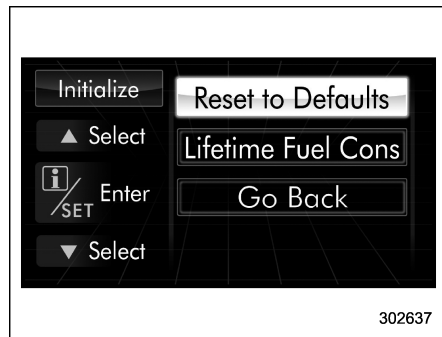 Initialize
▲ Select
i/SET Enter
▼ Select
Reset to Defaults
Lifetime Fuel Cons
Go Back
302637